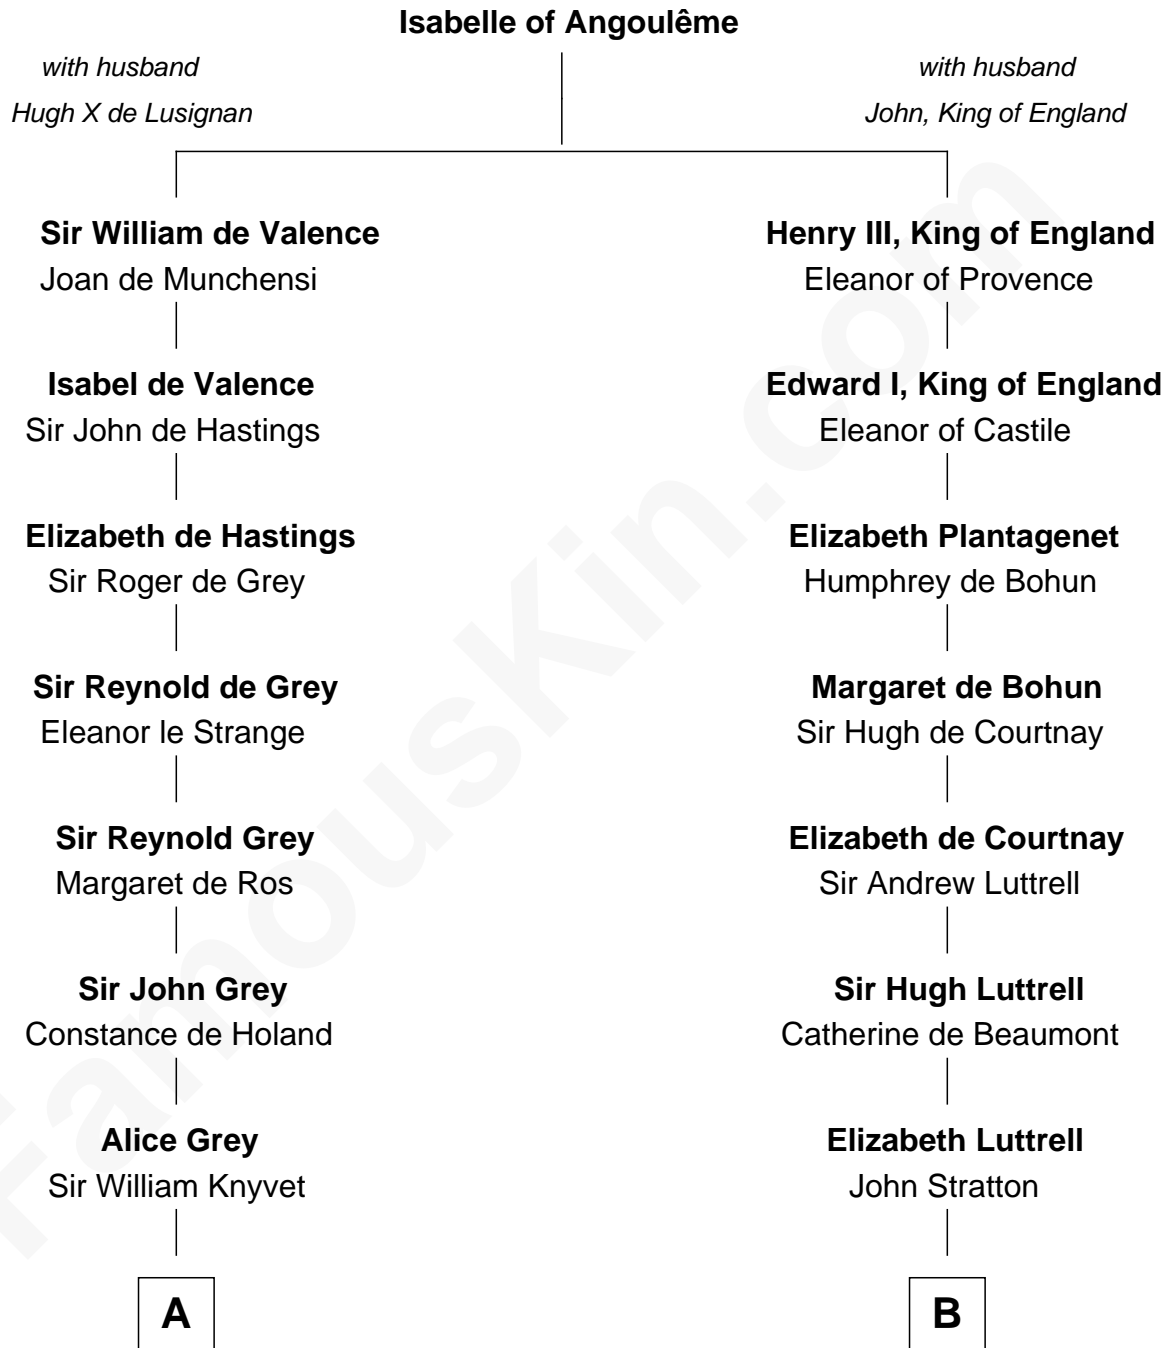 Isabelle of Angoulême
with husband
Hugh X de Lusignan
with husband
John, King of England
Sir William de Valence
Joan de Munchensi
Henry III, King of England
Eleanor of Provence
Isabel de Valence
Sir John de Hastings
Edward I, King of England
Eleanor of Castile
Elizabeth de Hastings
Sir Roger de Grey
Elizabeth Plantagenet
Humphrey de Bohun
Sir Reynold de Grey
Eleanor le Strange
Margaret de Bohun
Sir Hugh de Courtnay
Sir Reynold Grey
Margaret de Ros
Elizabeth de Courtnay
Sir Andrew Luttrell
Sir John Grey
Constance de Holand
Sir Hugh Luttrell
Catherine de Beaumont
Alice Grey
Sir William Knyvet
Elizabeth Luttrell
John Stratton
A
B
FamousKin.com